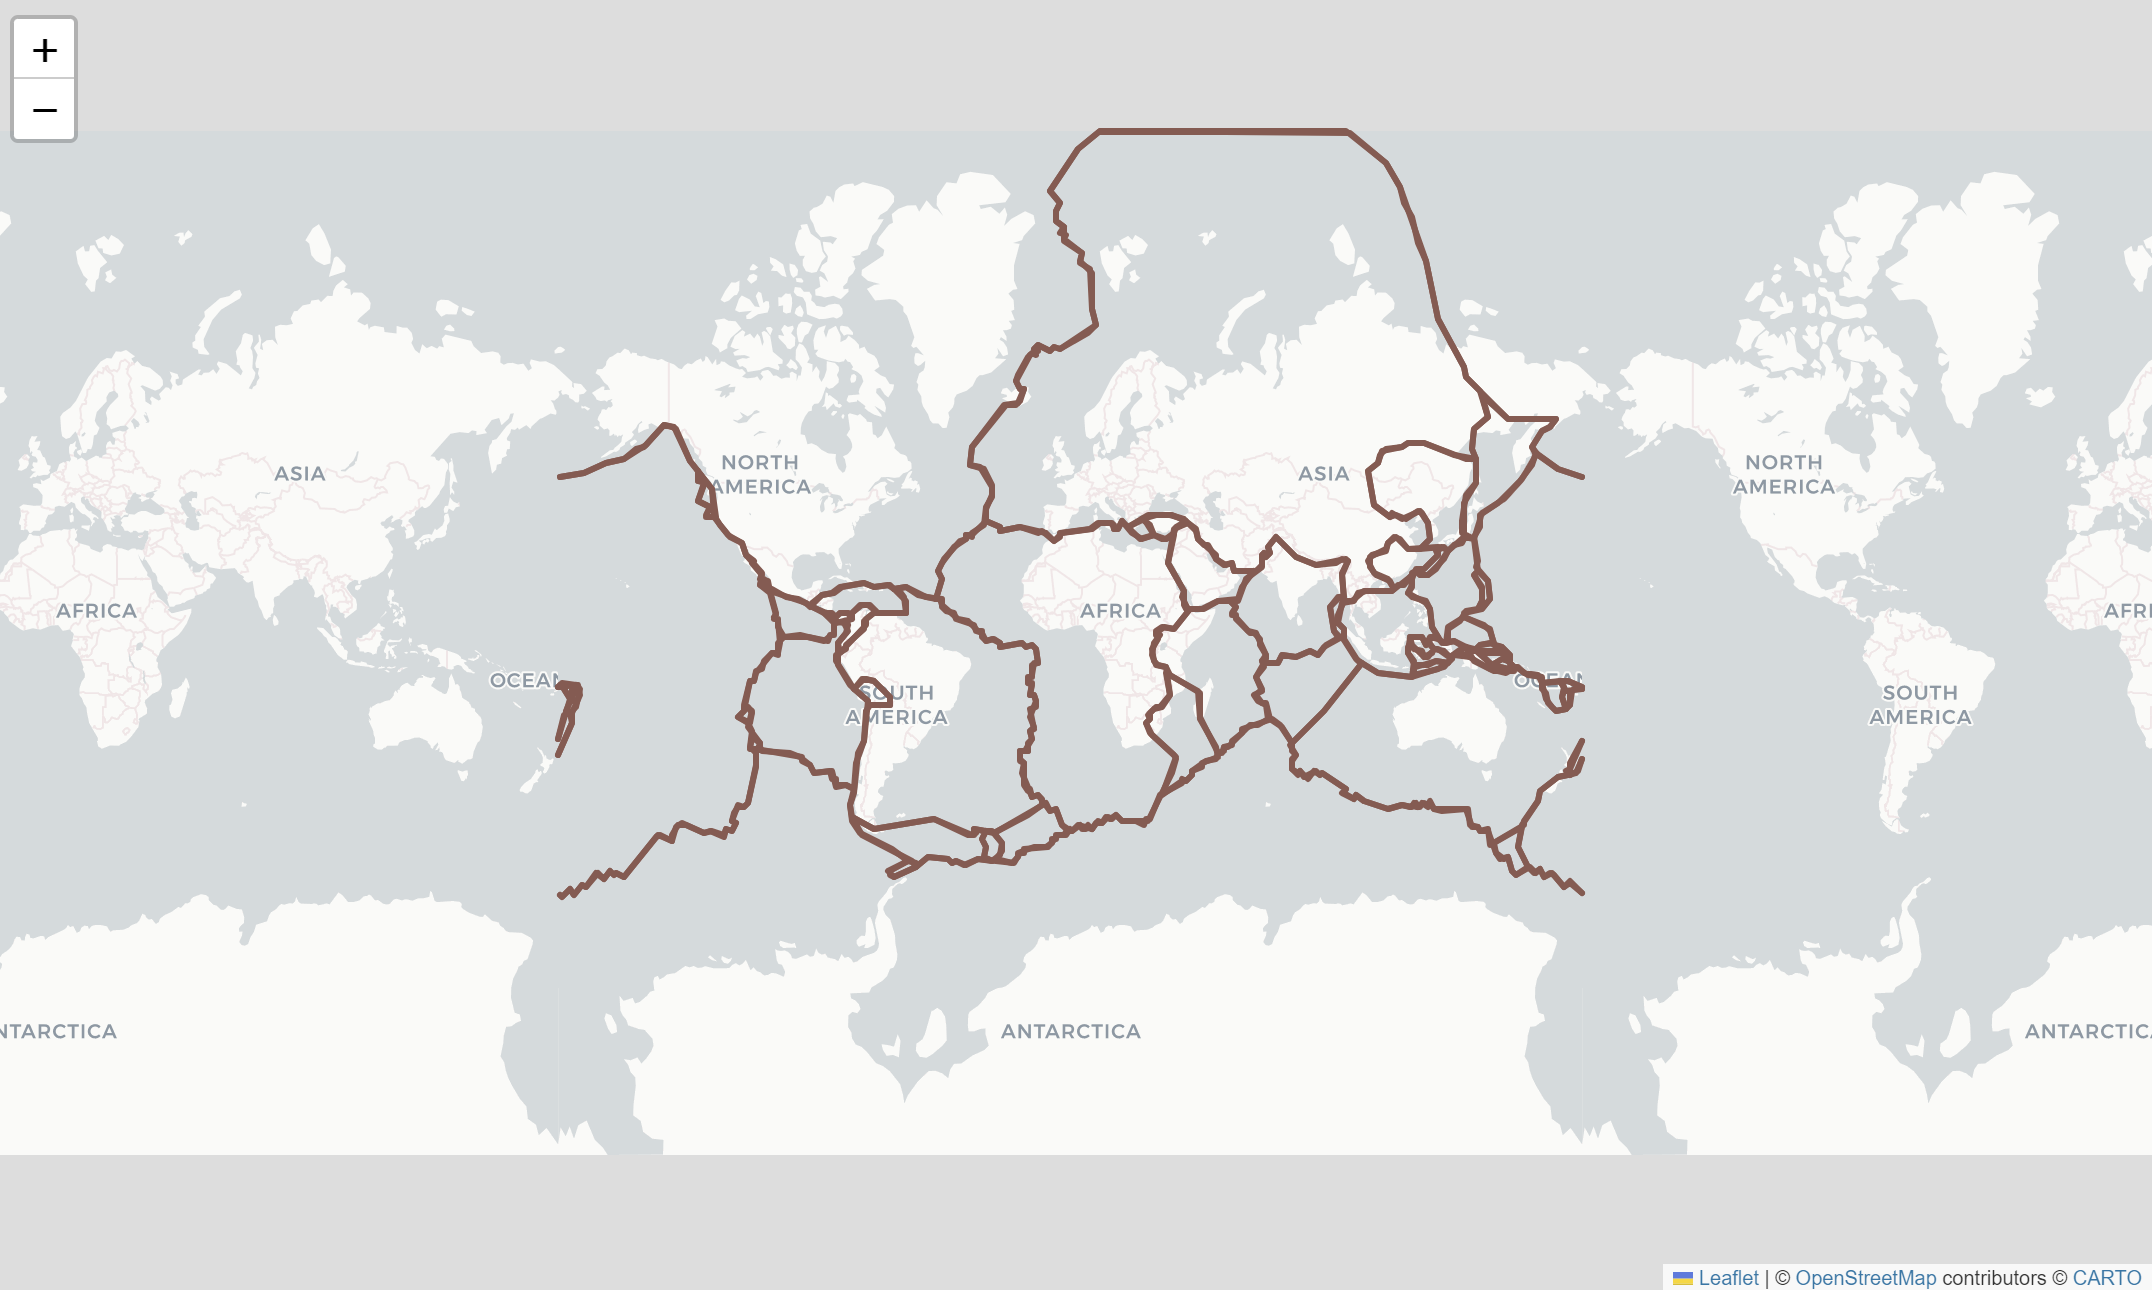 +
−
NORTH
AMERICA
NORTH
AMERICA
ASIA
ASIA
AFRICA
AFRICA
AFRI
OCEAN
OCEAN
SOUTH
AMERICA
SOUTH
AMERICA
NTARCTICA
ANTARCTICA
ANTARCTICA
Leaflet | © OpenStreetMap contributors © CARTO